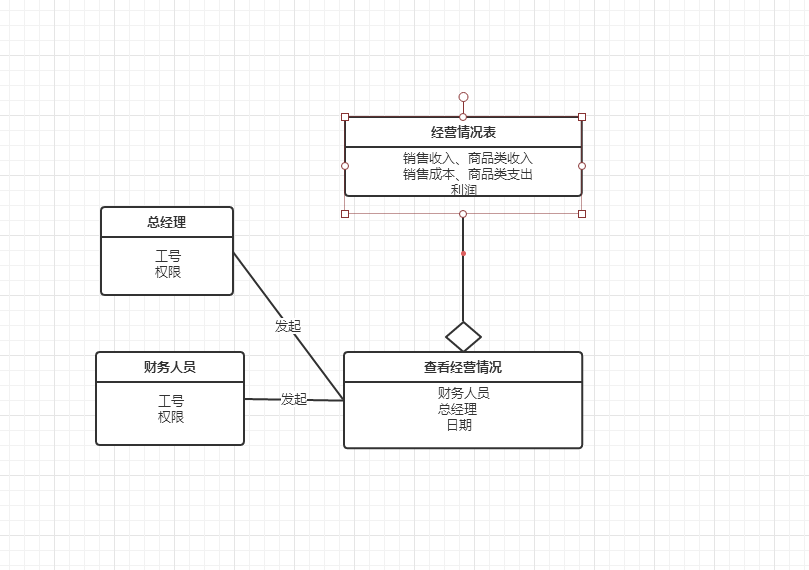 经营情况表
销售收入、商品类收入
销售成本、商品类支出
利润
总经理
工号
权限
发起
财务人员
工号
权限
发起
查看经营情况
财务人员
总经理
日期